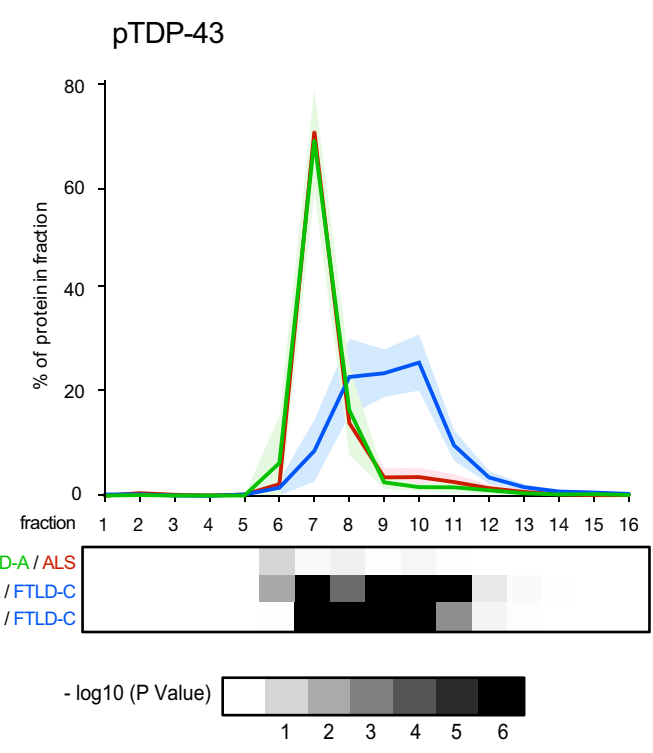 pTDP-43
80
60
40
20
0
% of protein in fraction
fraction 1 2 3 4 5 6 7 8 9 10 11 12 13 14 15 16
D-A / ALS
/ FTLD-C
/ FTLD-C
- log10 (P Value)
1 2 3 4 5 6